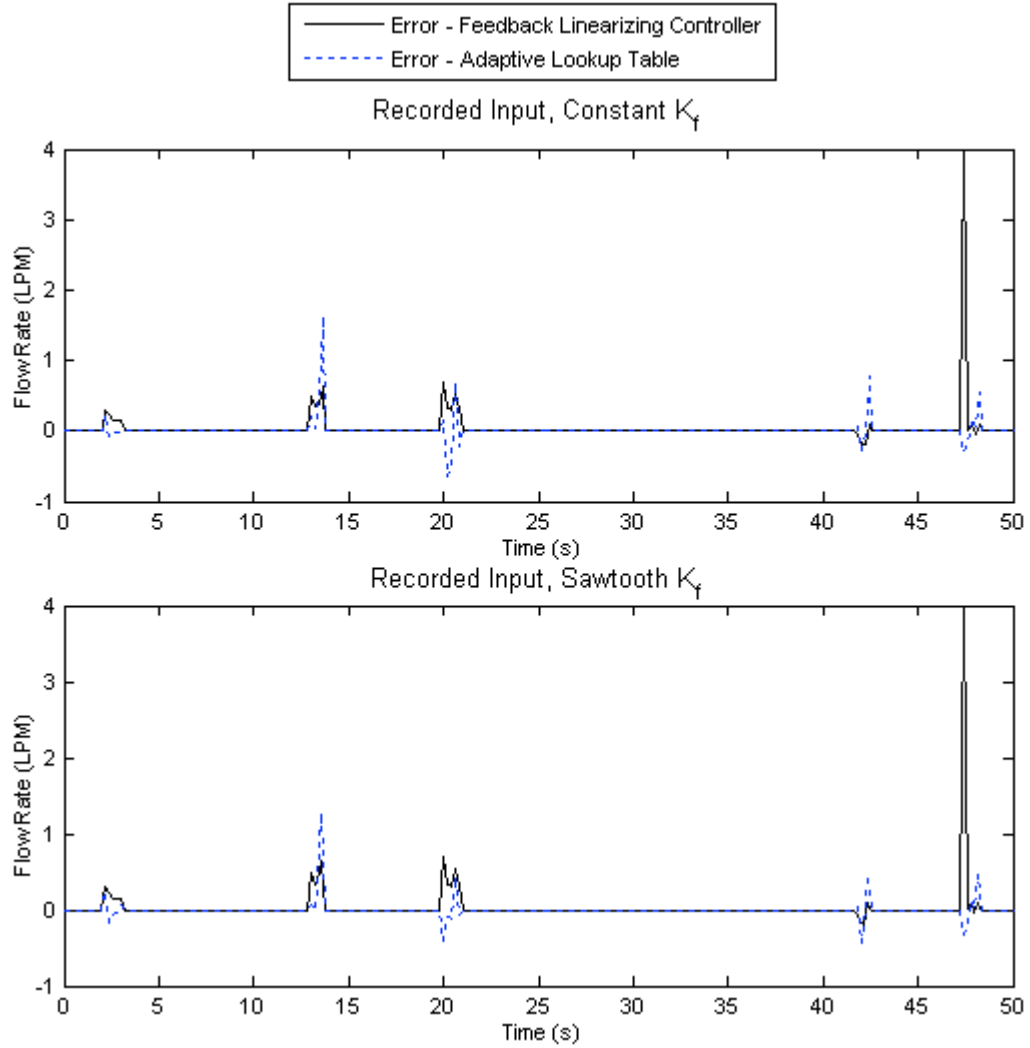 Error - Feedback Linearizing Controller
Error - Adaptive Lookup Table
Recorded Input, Constant K_f
4
3
2
1
0
-1
FlowRate (LPM)
0 5 10 15 20 25 30 35 40 45 50
Time (s)
Recorded Input, Sawtooth K_f
4
3
2
1
0
-1
FlowRate (LPM)
0 5 10 15 20 25 30 35 40 45 50
Time (s)